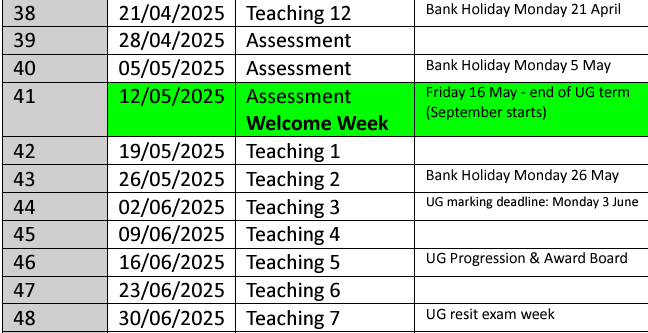 38 21/04/2025 Teaching 12 Bank Holiday Monday 21 April
39 28/04/2025 Assessment
40 05/05/2025 Assessment Bank Holiday Monday 5 May
41 12/05/2025 Assessment Friday 16 May - end of UG term
Welcome Week (September starts)
42 19/05/2025 Teaching 1
43 26/05/2025 Teaching 2 Bank Holiday Monday 26 May
44 02/06/2025 Teaching 3 UG marking deadline: Monday 3 June
45 09/06/2025 Teaching 4
46 16/06/2025 Teaching 5 UG Progression & Award Board
47 23/06/2025 Teaching 6
48 30/06/2025 Teaching 7 UG resit exam week